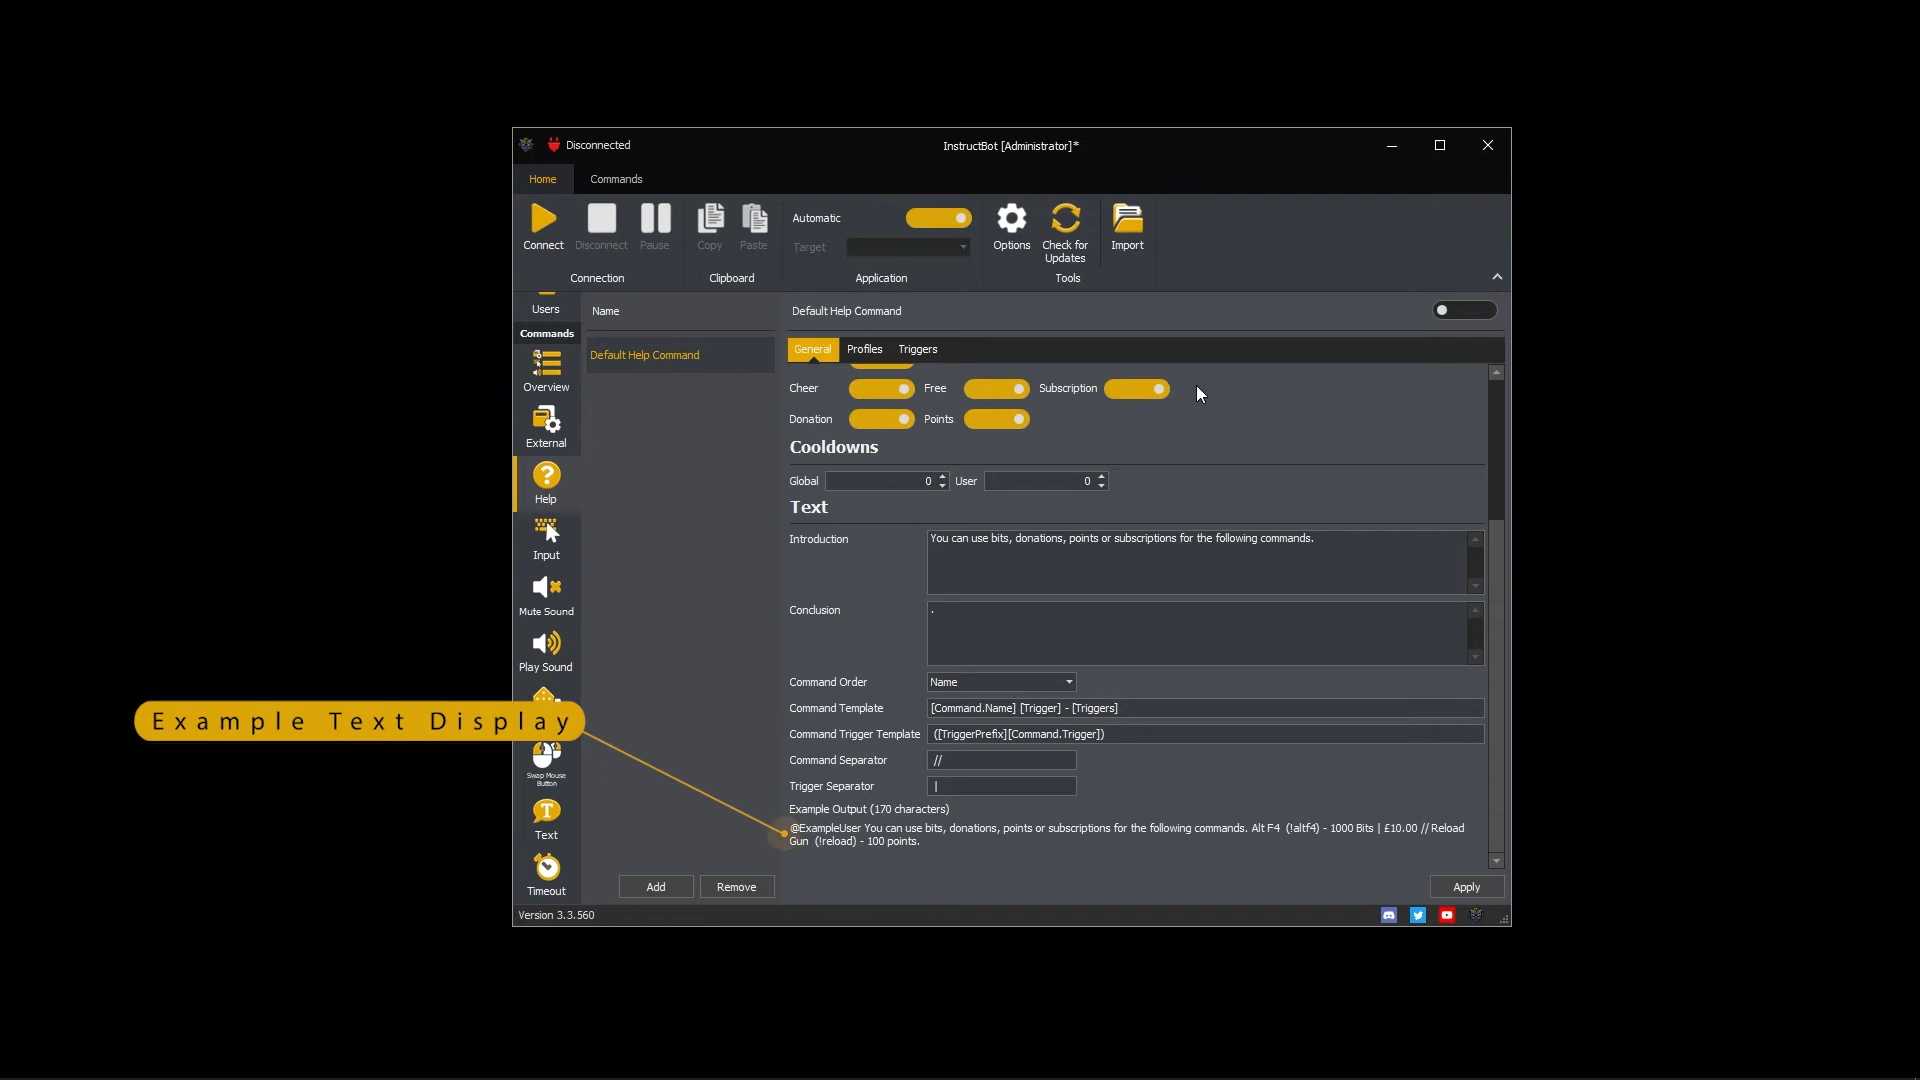 Disconnected
InstructBot [Administrator]*
Home
Commands
Connect
Disconnect
Pause
Copy
Paste
Automatic
Target
Options
Check for
Updates
Import
Connection
Clipboard
Application
Tools
Users
Commands
Overview
External
Help
Input
Mute Sound
Play Sound
Swap Mouse
Button
Text
Timeout
Name
Default Help Command
Add
Remove
Default Help Command
General
Profiles
Triggers
Cheer
Free
Subscription
Donation
Points
Cooldowns
Global
0
User
0
Text
Introduction
You can use bits, donations, points or subscriptions for the following commands.
Conclusion
.
Command Order
Name
Command Template
[Command.Name] [Trigger] - [Triggers]
Command Trigger Template
([TriggerPrefix][Command.Trigger])
Command Separator
//
Trigger Separator
|
Example Output (170 characters)
@ExampleUser You can use bits, donations, points or subscriptions for the following commands. Alt F4 (!altf4) - 1000 Bits | £10.00 // Reload
Gun (!reload) - 100 points.
Apply
Version 3.3.560
Example Text Display